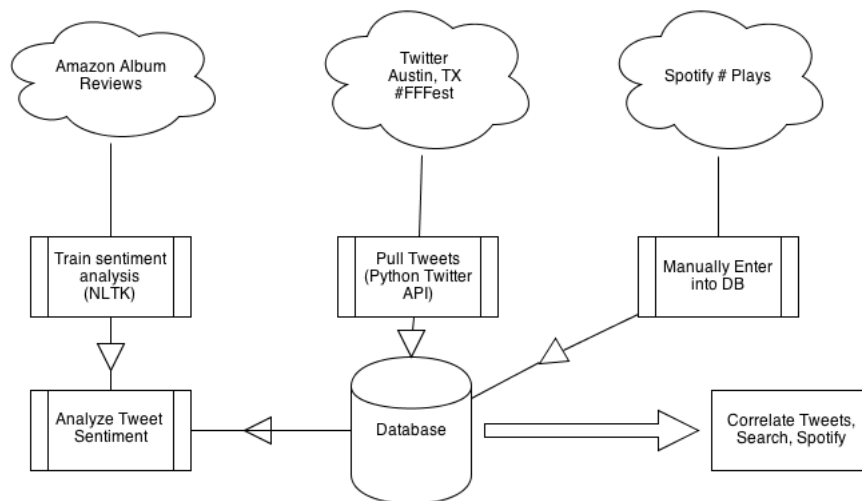 Amazon Album
Reviews
Twitter
Austin, TX
#FFFest
Spotify # Plays
Train sentiment
analysis
(NLTK)
Pull Tweets
(Python Twitter
API)
Manually Enter
into DB
Analyze Tweet
Sentiment
Database
Correlate Tweets,
Search, Spotify